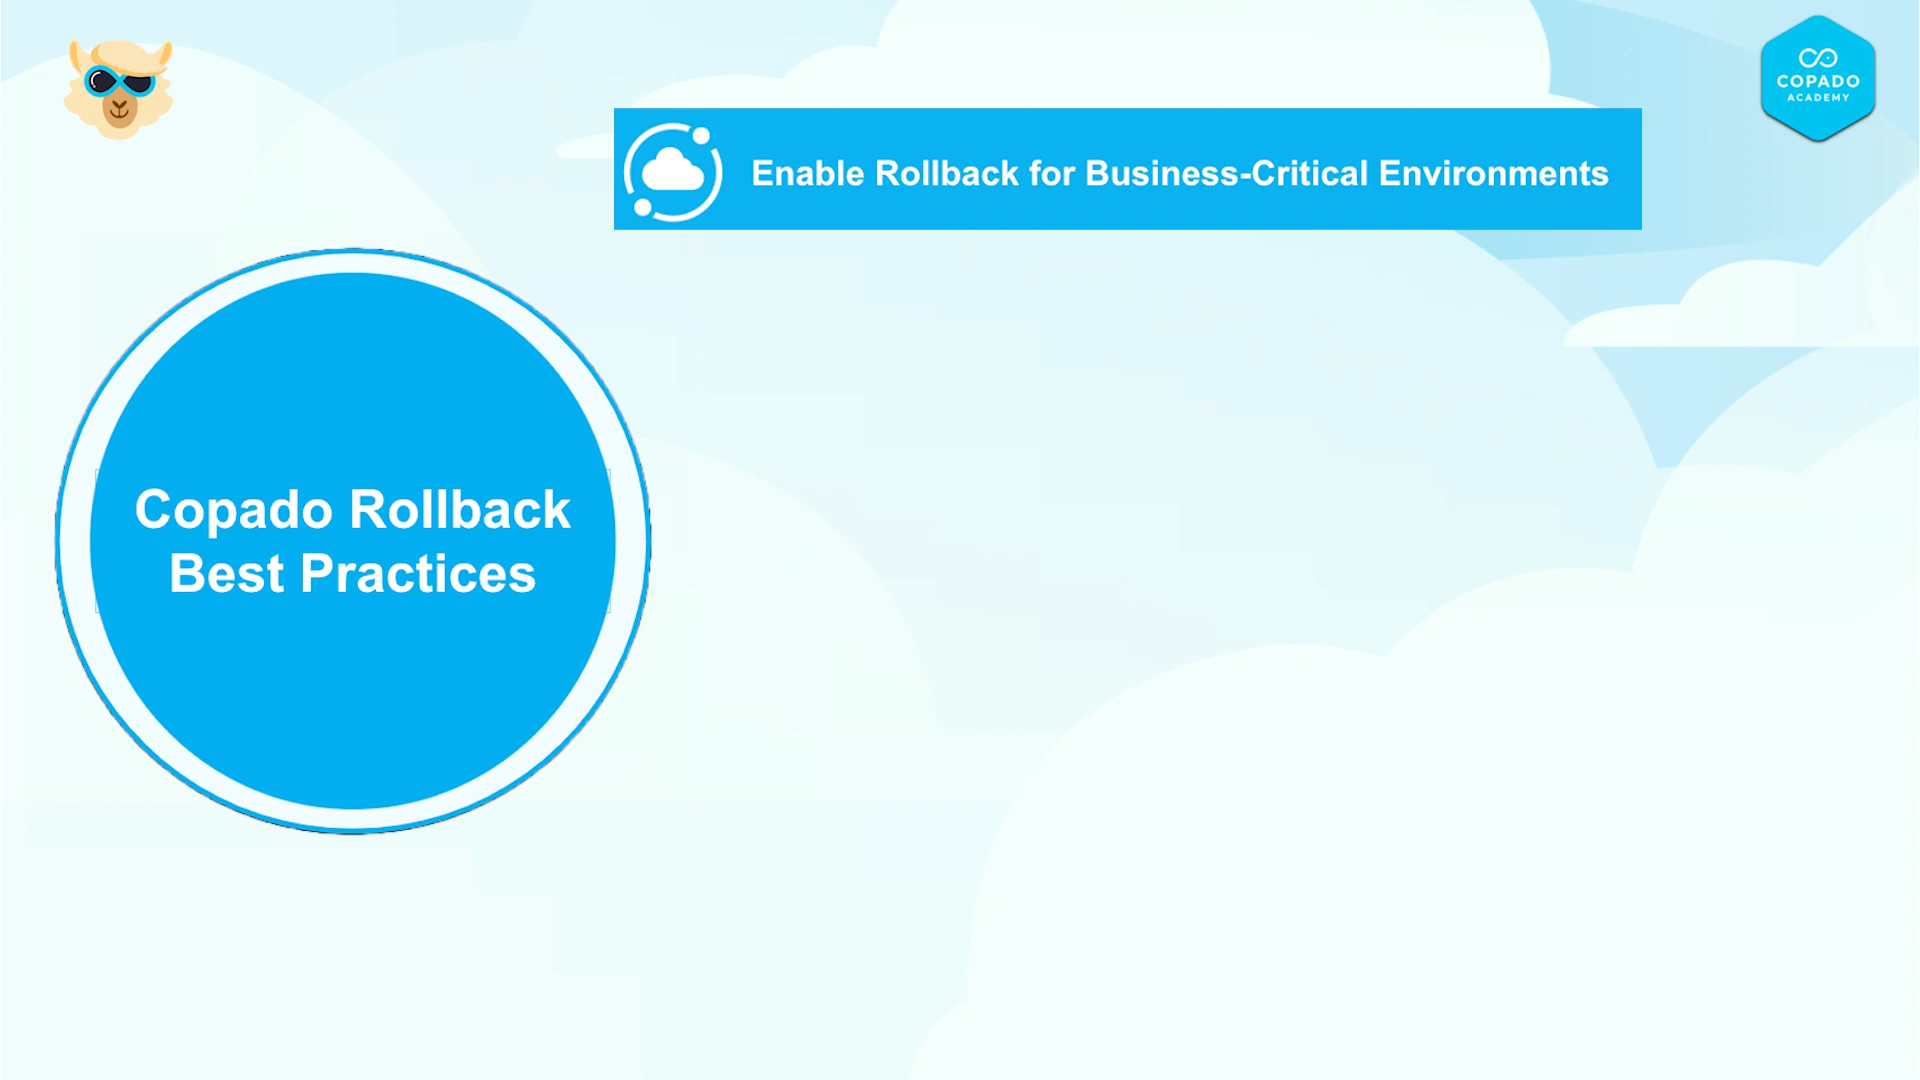 COPADO
ACADEMY
Enable Rollback for Business-Critical Environments
Copado Rollback
Best Practices